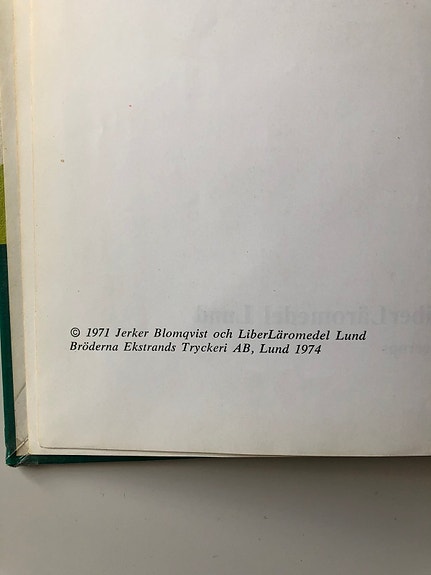 © 1971 Jerker Blomqvist och LiberLäromedel Lund
Bröderna Ekstrands Tryckeri AB, Lund 1974